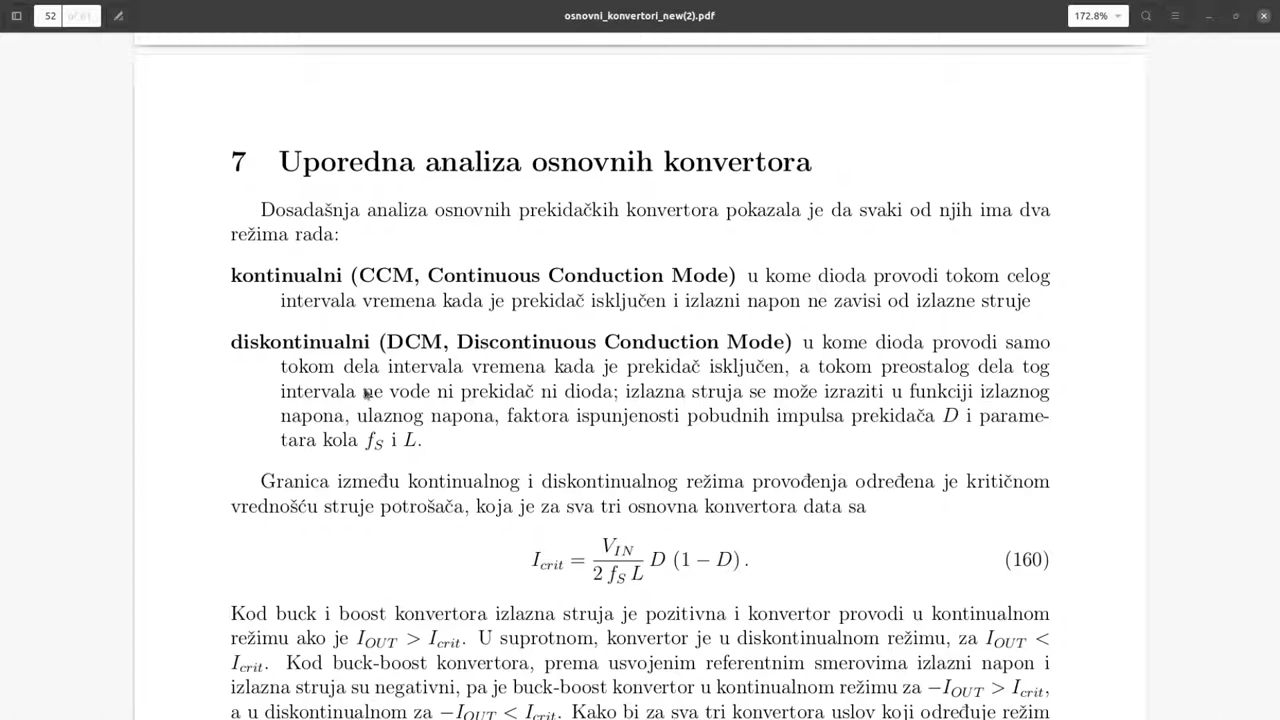 52 of 61
osnovni_konvertori_new(2).pdf
172.8%
7 Uporedna analiza osnovnih konvertora
Dosadašnja analiza osnovnih prekidačkih konvertora pokazala je da svaki od njih ima dva
režima rada:
kontinualni (CCM, Continuous Conduction Mode) u kome dioda provodi tokom celog
intervala vremena kada je prekidač isključen i izlazni napon ne zavisi od izlazne struje
diskontinualni (DCM, Discontinuous Conduction Mode) u kome dioda provodi samo
tokom dela intervala vremena kada je prekidač isključen, a tokom preostalog dela tog
intervala ne vode ni prekidač ni dioda; izlazna struja se može izraziti u funkciji izlaznog
napona, ulaznog napona, faktora ispunjenosti pobudnih impulsa prekidača D i parame-
tara kola f_S i L.
Granica između kontinualnog i diskontinualnog režima provođenja određena je kritičnom
vrednošću struje potrošača, koja je za sva tri osnovna konvertora data sa
I_crit = V_IN / (2 f_S L) D (1 − D) . (160)
Kod buck i boost konvertora izlazna struja je pozitivna i konvertor provodi u kontinualnom
režimu ako je I_OUT > I_crit. U suprotnom, konvertor je u diskontinualnom režimu, za I_OUT <
I_crit. Kod buck-boost konvertora, prema usvojenim referentnim smerovima izlazni napon i
izlazna struja su negativni, pa je buck-boost konvertor u kontinualnom režimu za −I_OUT > I_crit,
a u diskontinualnom za −I_OUT < I_crit. Kako bi za sva tri konvertora uslov koji određuje režim